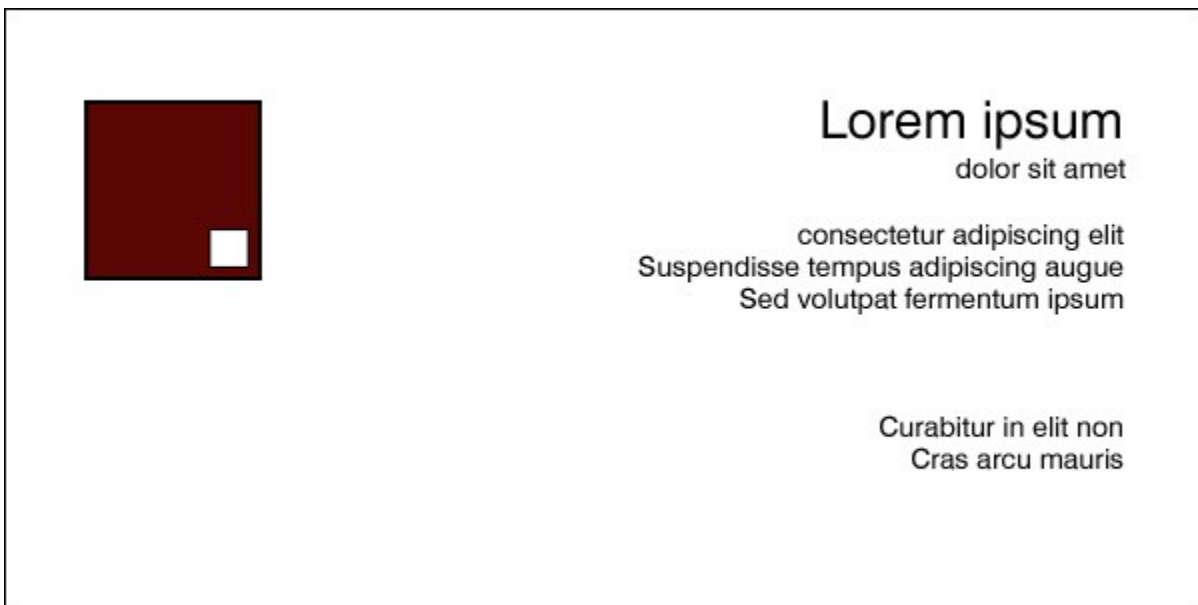 Lorem ipsum
dolor sit amet
consectetur adipiscing elit
Suspendisse tempus adipiscing augue
Sed volutpat fermentum ipsum
Curabitur in elit non
Cras arcu mauris